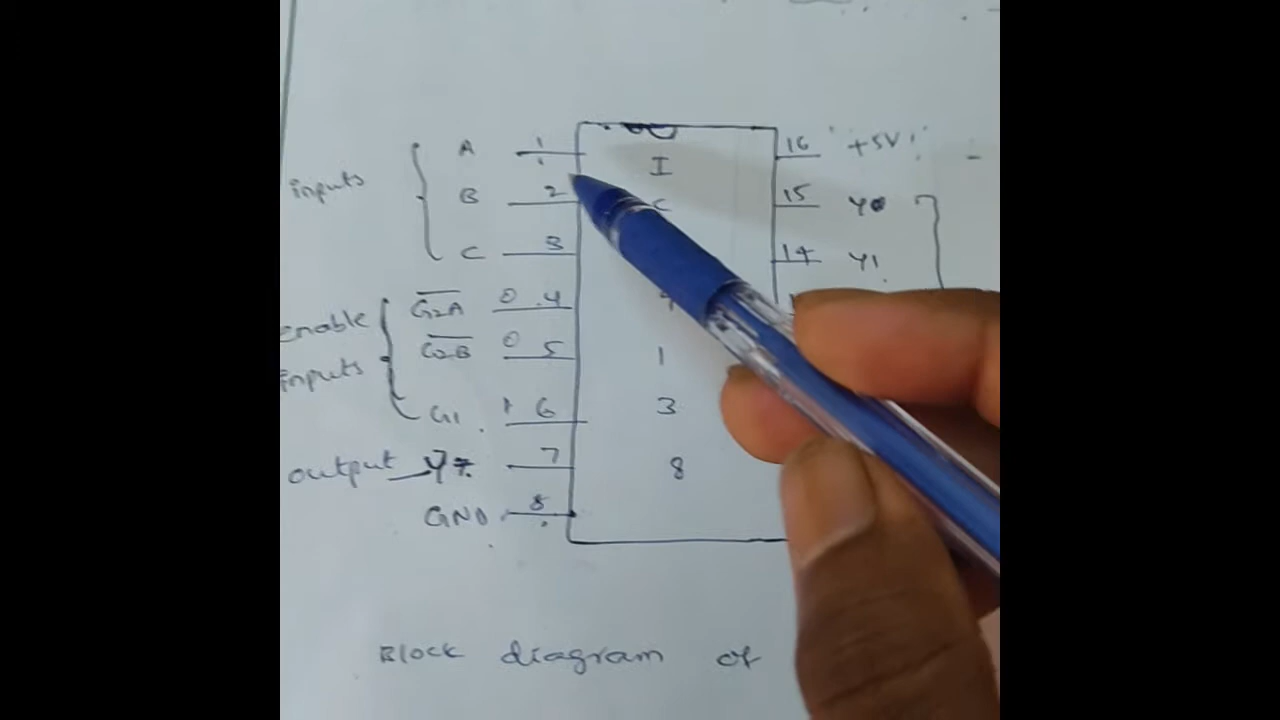 A 1 I 16 +5V
inputs B 2 C 15 Y0
C 3 14 Y1
G2A 0 4
enable G2B 0 5 1
inputs G1 1 6 3
output Y7 7 8
GND 8
Block diagram of